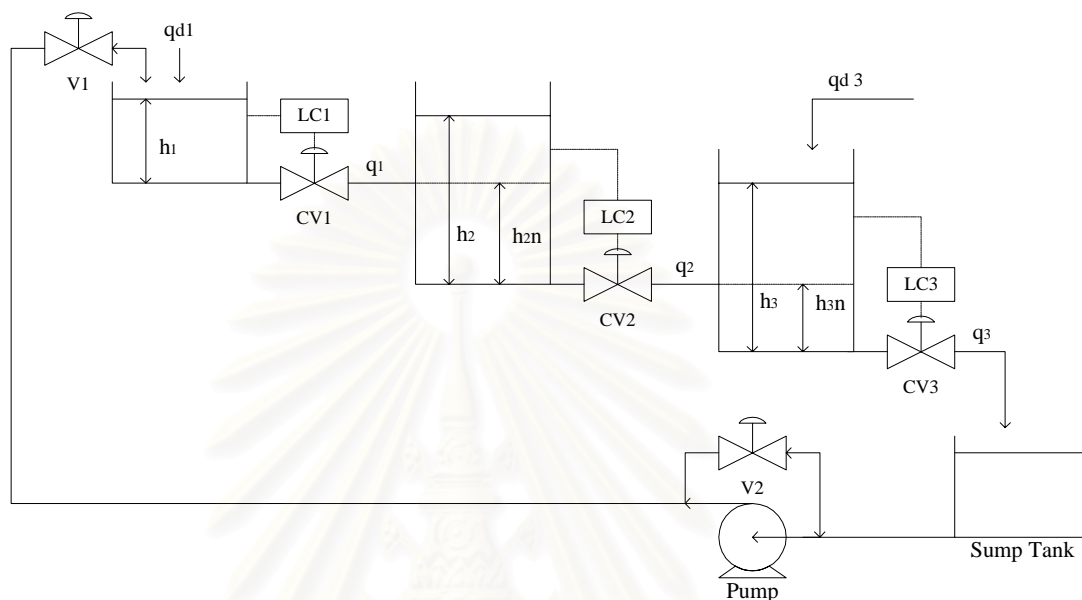 qd1
V1
LC1
h1
CV1
q1
h2
h2n
LC2
CV2
q2
qd 3
h3
h3n
LC3
CV3
q3
V2
Pump
Sump Tank